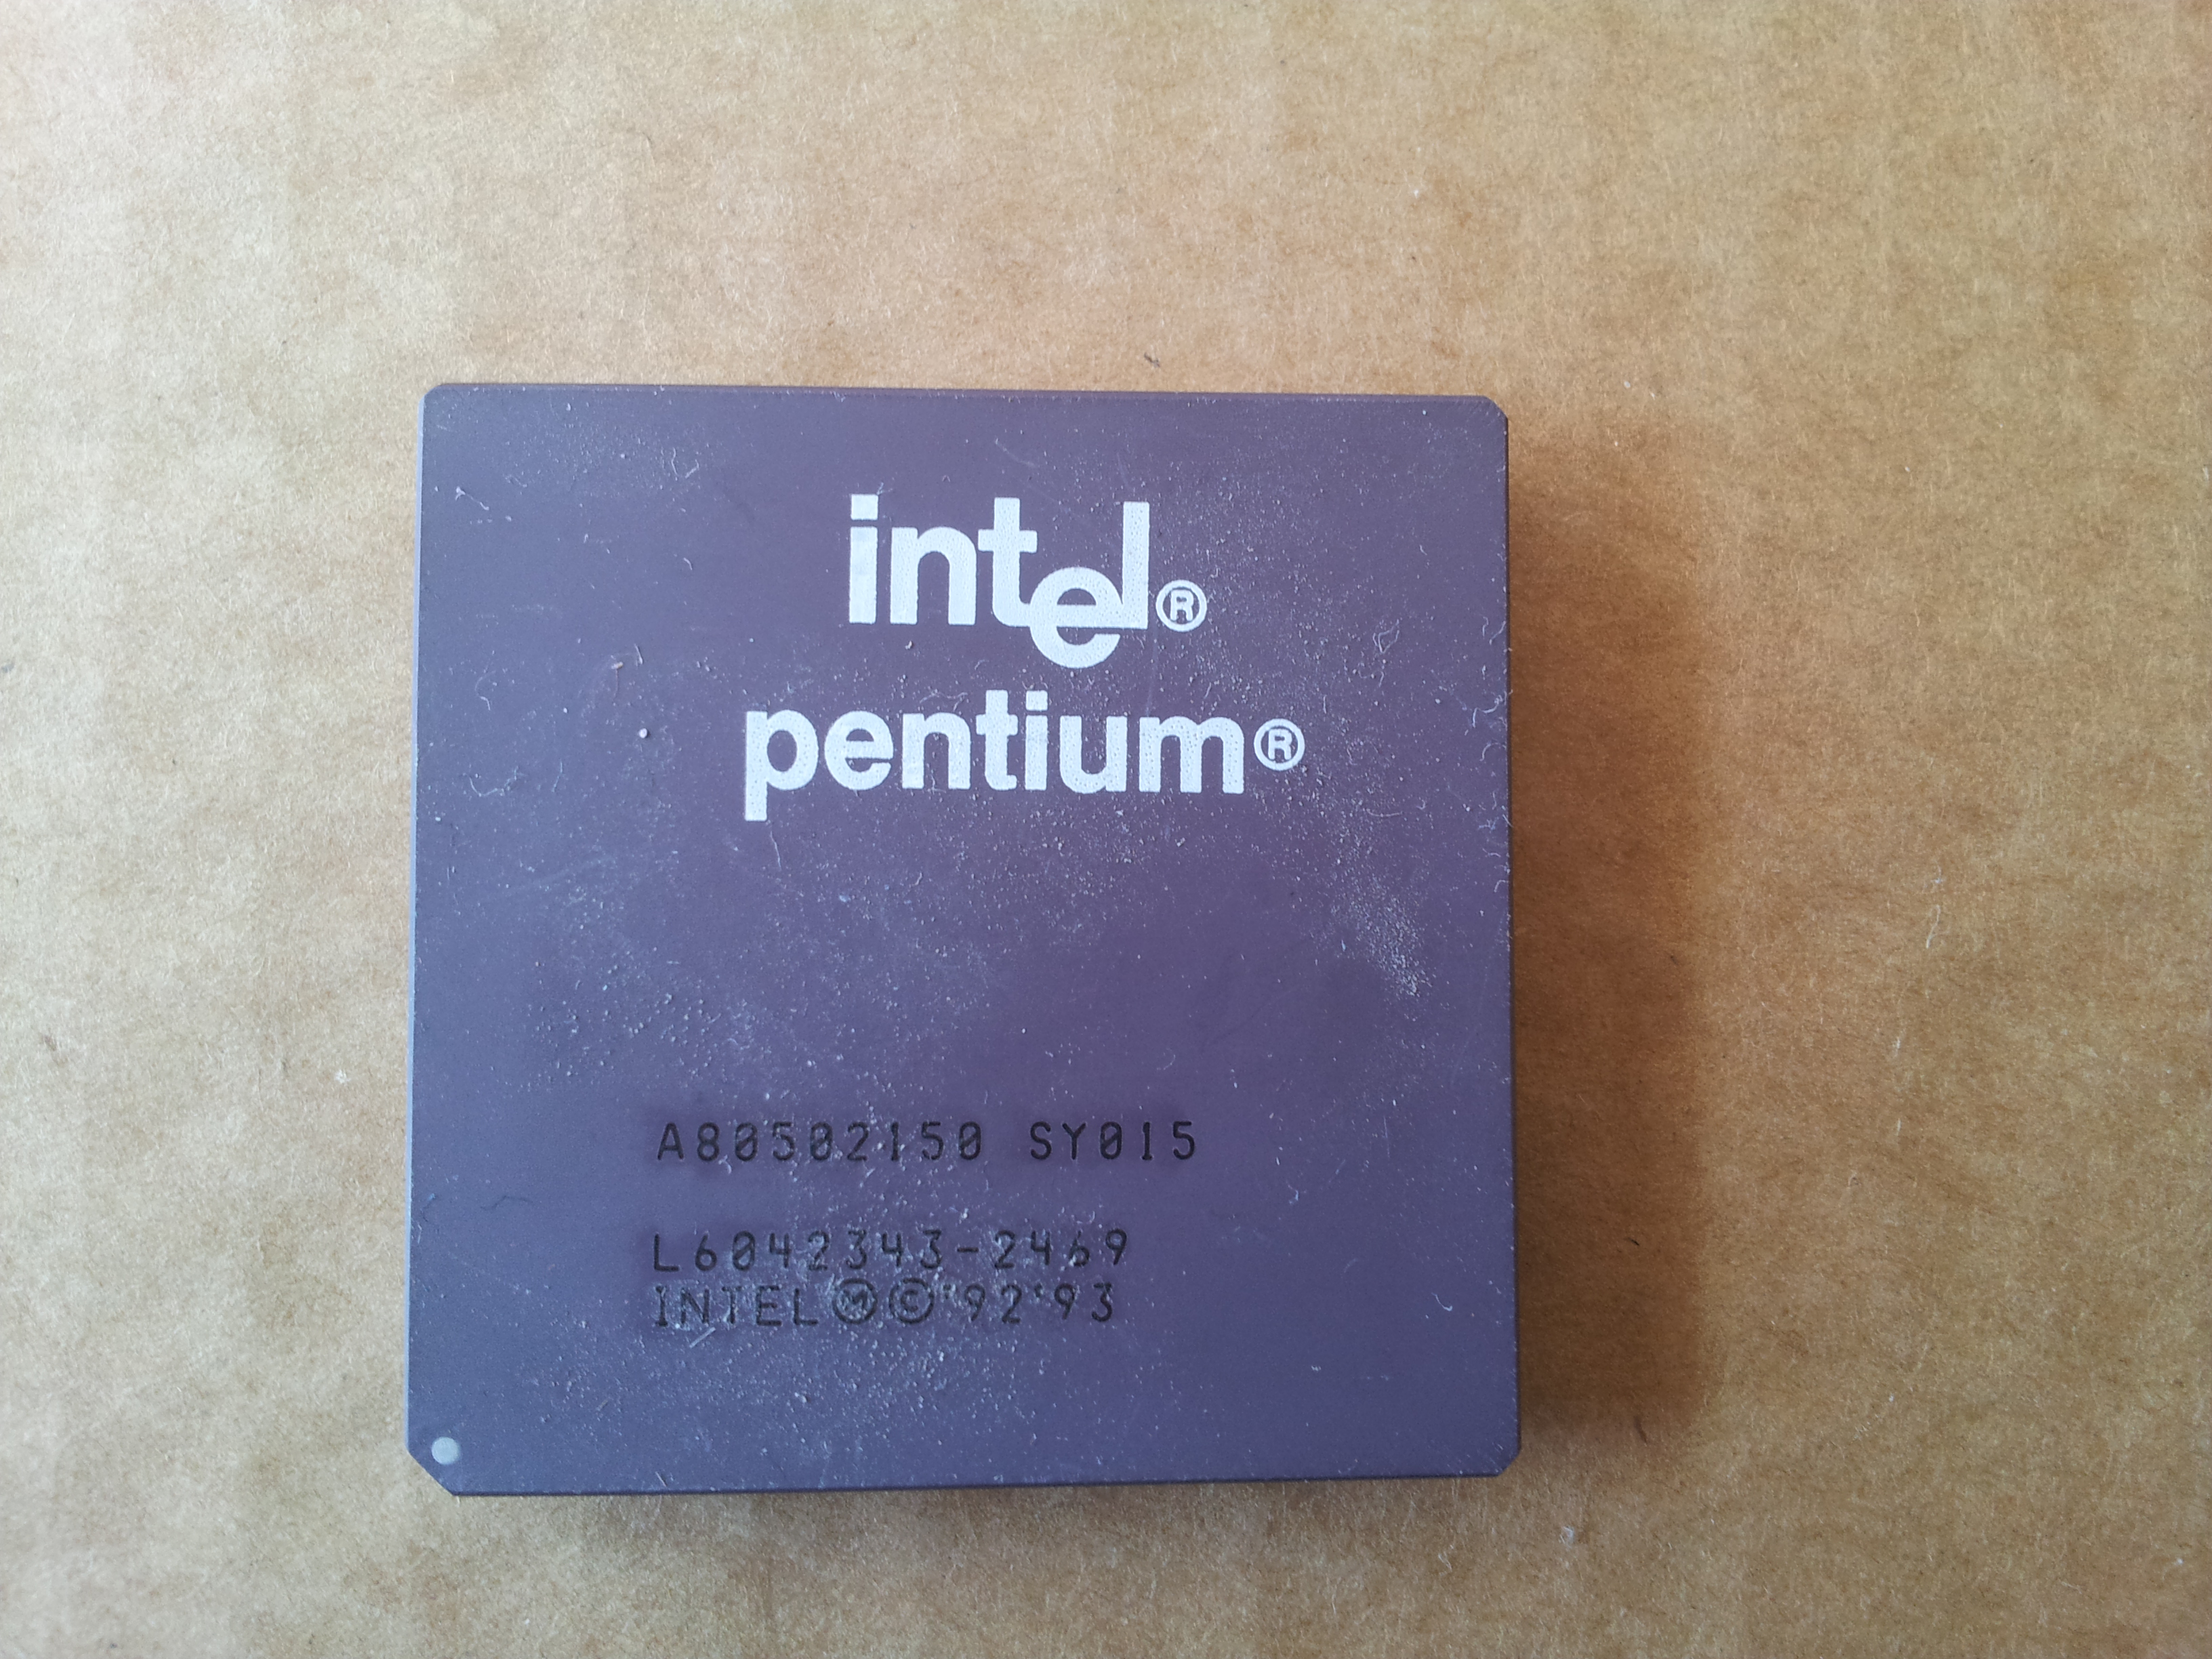 intel®
pentium®
A80502150 SY015
L6042343-2469
INTEL Ⓜ © '92 '93